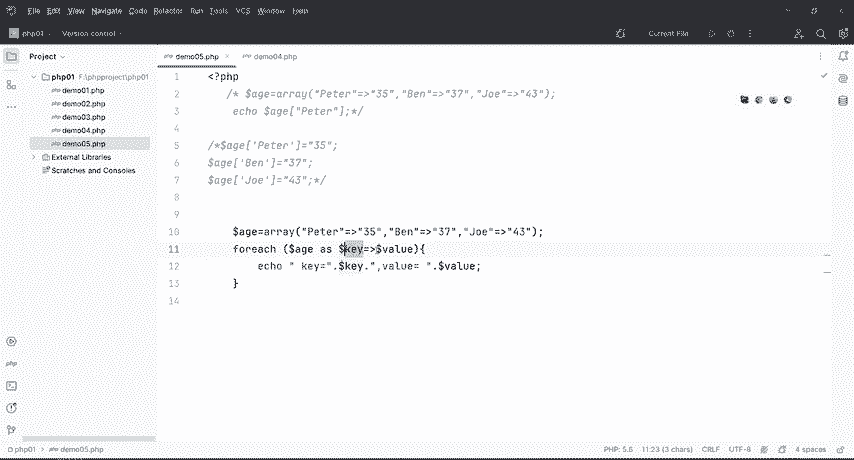 File Edit View Navigate Code Refactor Run Tools VCS Window Help
php01 Version control Current File
Project
demo05.php demo04.php
php01 F:\phpproject\php01
demo01.php
demo02.php
demo03.php
demo04.php
demo05.php
External Libraries
Scratches and Consoles
1 <?php
2 /* $age=array("Peter"=>"35","Ben"=>"37","Joe"=>"43");
3 echo $age["Peter"];*/
4
5 /*$age['Peter']="35";
6 $age['Ben']="37";
7 $age['Joe']="43";*/
8
9
10 $age=array("Peter"=>"35","Ben"=>"37","Joe"=>"43");
11 foreach ($age as $key=>$value){
12 echo " key=".$key.",value= ".$value;
13 }
14
php
php01 > demo05.php PHP: 5.6 11:23 (3 chars) CRLF UTF-8 4 spaces